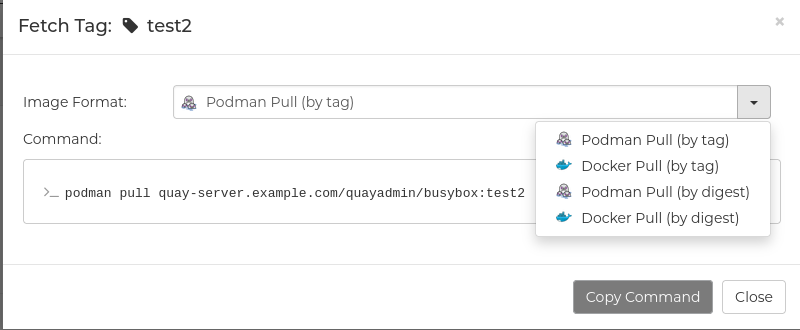 Fetch Tag: test2
×
Image Format:
Podman Pull (by tag)
Podman Pull (by tag)
Docker Pull (by tag)
Podman Pull (by digest)
Docker Pull (by digest)
Command:
>_ podman pull quay-server.example.com/quayadmin/busybox:test2
Copy Command
Close